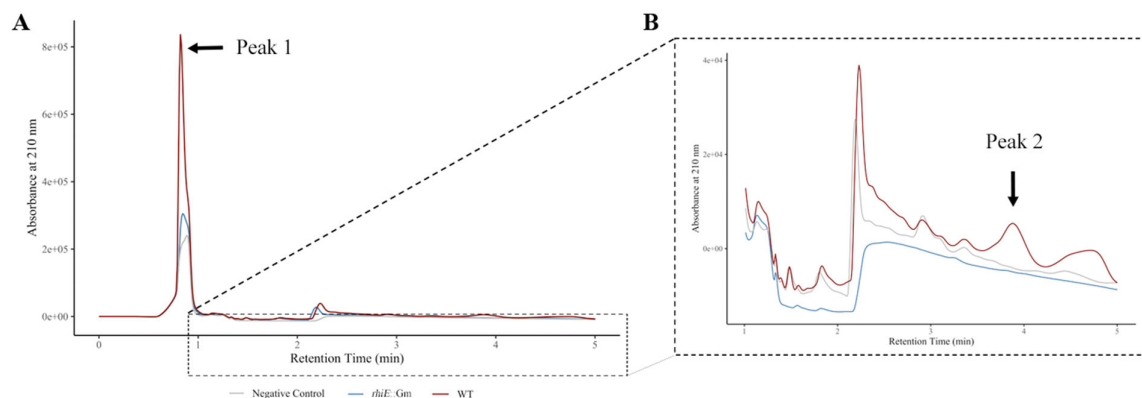 A
B
Peak 1
8e+05
6e+05
4e+05
2e+05
0e+00
Absorbance at 210 nm
0
1
2
3
4
5
Retention Time (min)
Negative Control
rhiE::Gm
WT
Peak 2
4e+04
2e+04
0e+00
Absorbance at 210 nm
1
2
3
4
5
Retention Time (min)